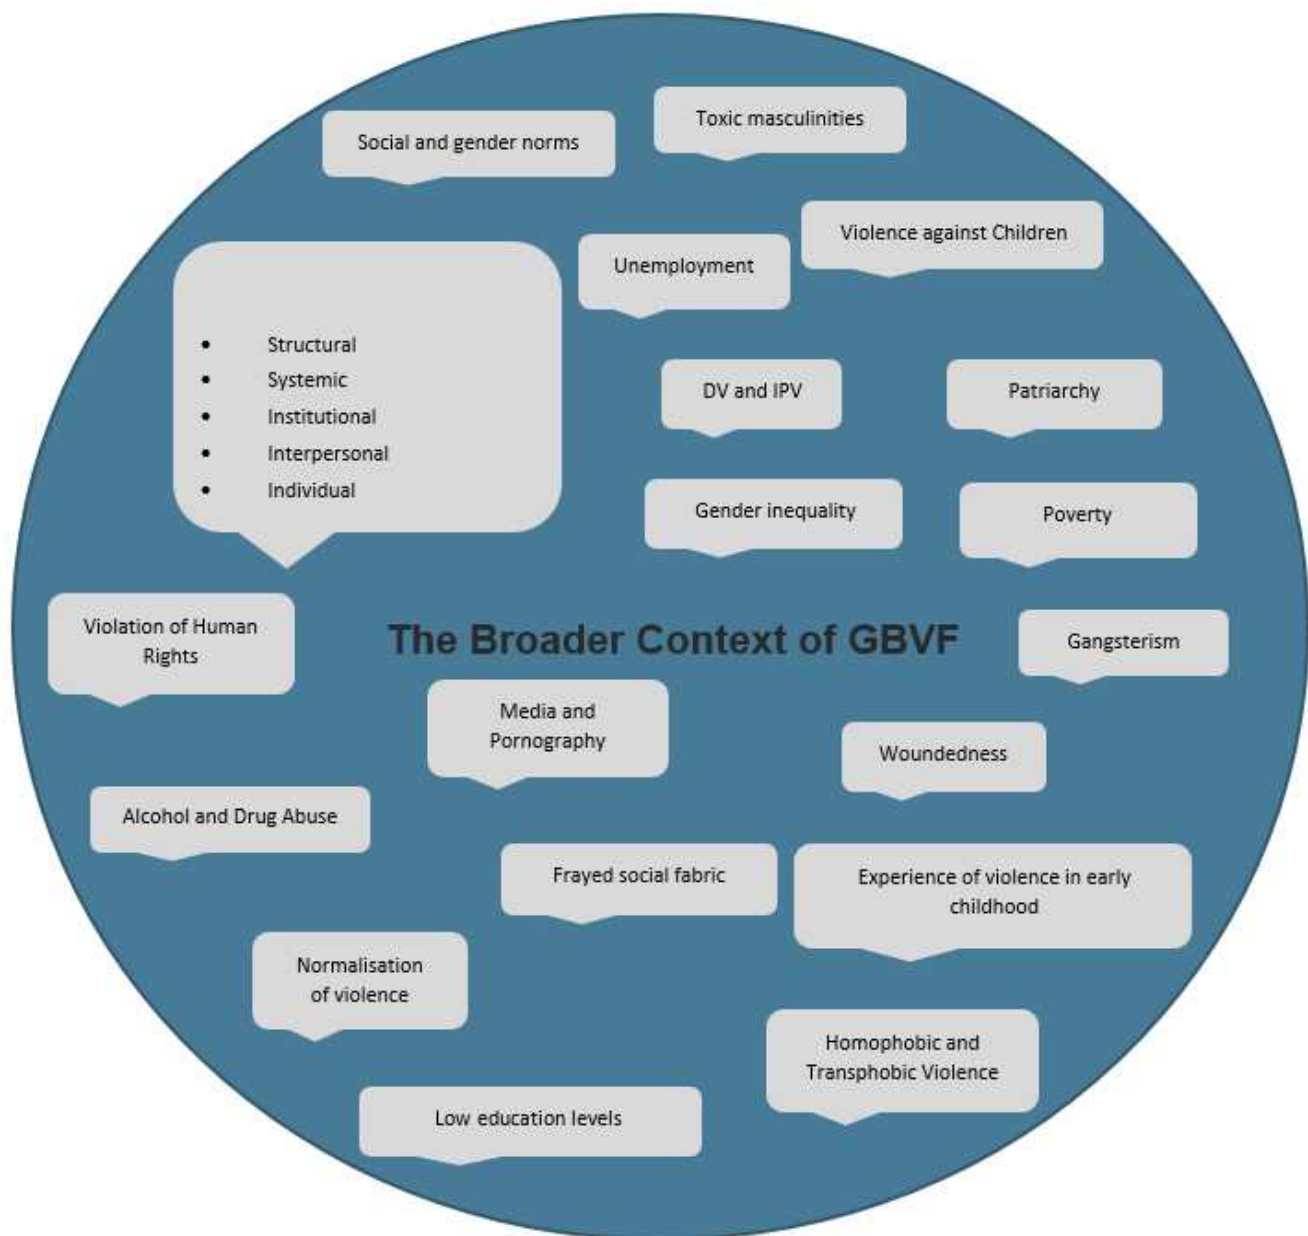 Toxic masculinities
Social and gender norms
Violence against Children
Unemployment
• Structural
• Systemic
• Institutional
• Interpersonal
• Individual
DV and IPV
Patriarchy
Gender inequality
Poverty
Violation of Human
Rights
The Broader Context of GBVF
Gangsterism
Media and
Pornography
Woundedness
Alcohol and Drug Abuse
Frayed social fabric
Experience of violence in early
childhood
Normalisation
of violence
Homophobic and
Transphobic Violence
Low education levels